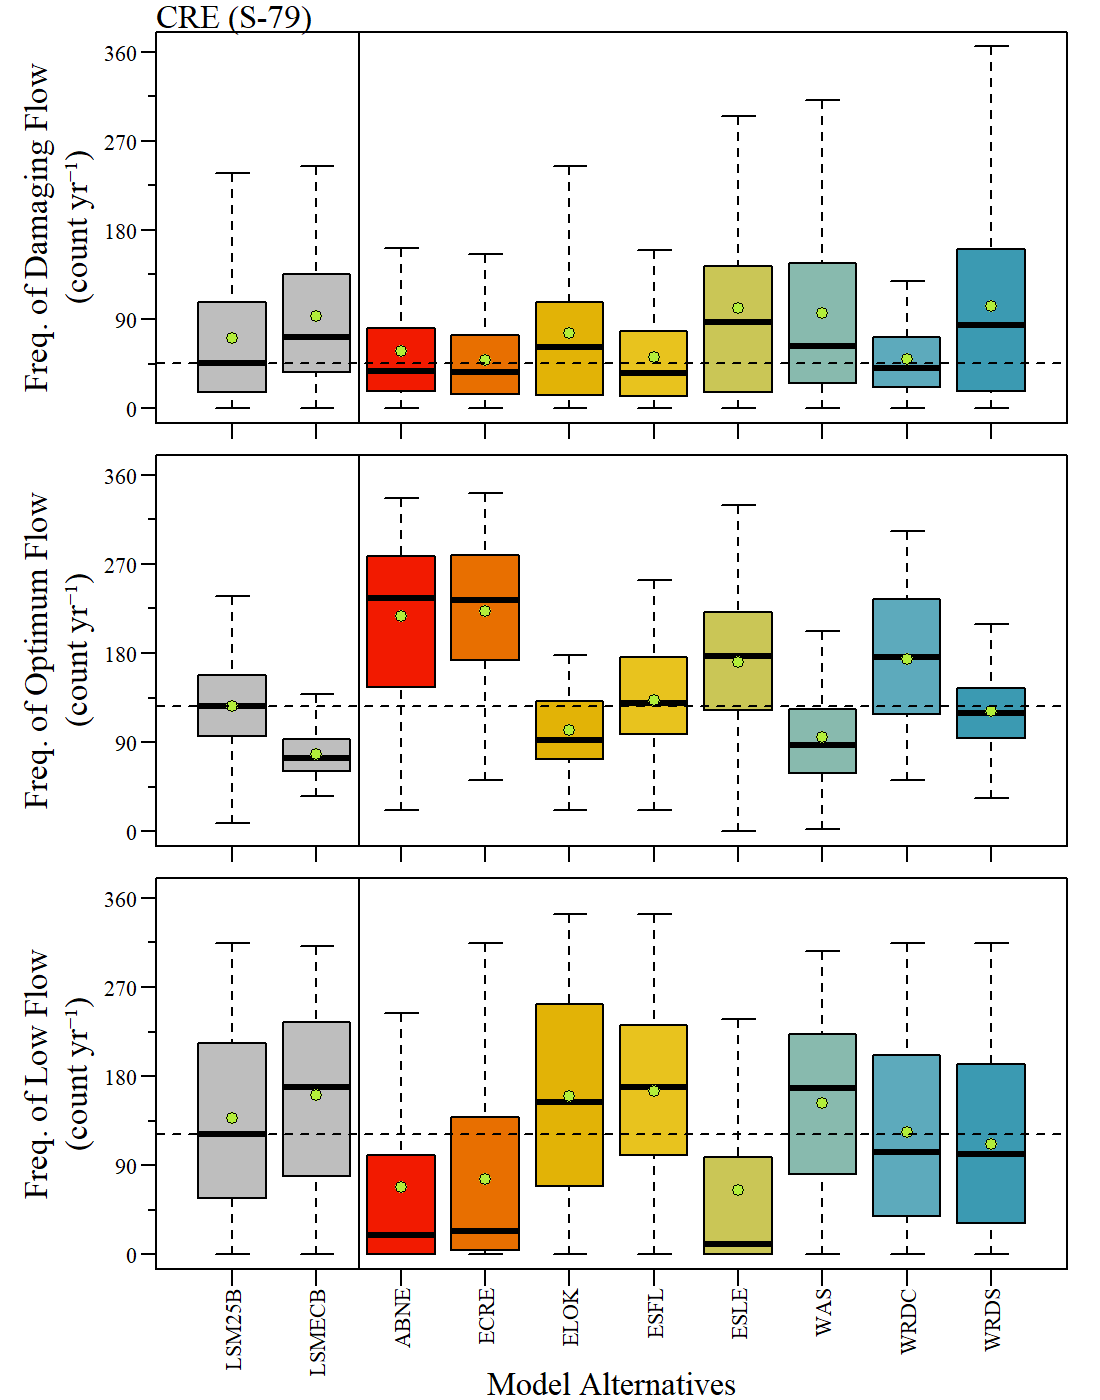 CRE (S-79)
Freq. of Damaging Flow
(count yr⁻¹)
360
270
180
90
0
Freq. of Optimum Flow
(count yr⁻¹)
360
270
180
90
0
Freq. of Low Flow
(count yr⁻¹)
360
270
180
90
0
LSM25B
LSMECB
ABNE
ECRE
ELOK
ESFL
ESLE
WAS
WRDC
WRDS
Model Alternatives